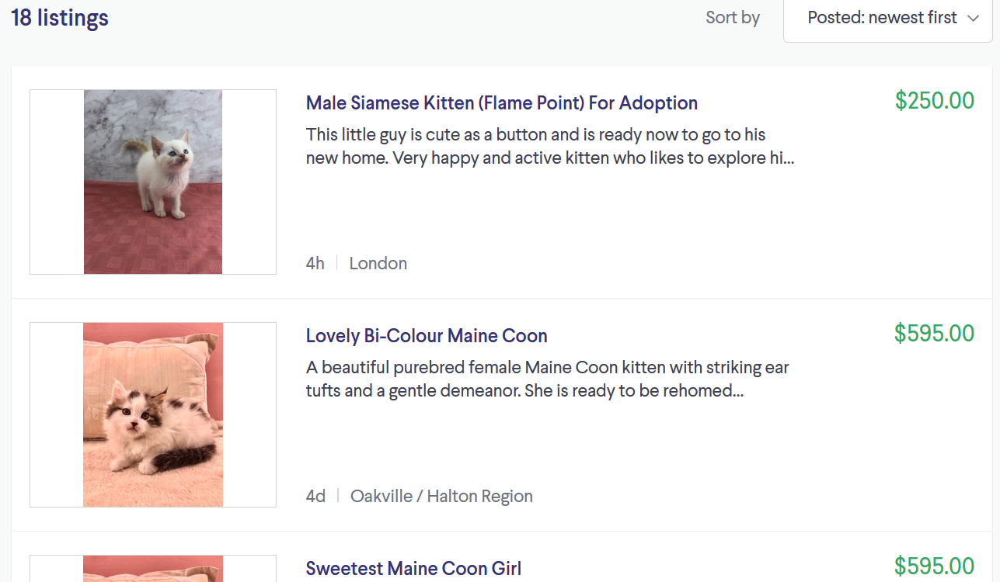 18 listings
Sort by
Posted: newest first
Male Siamese Kitten (Flame Point) For Adoption
$250.00
This little guy is cute as a button and is ready now to go to his
new home. Very happy and active kitten who likes to explore hi...
4h
London
Lovely Bi-Colour Maine Coon
$595.00
A beautiful purebred female Maine Coon kitten with striking ear
tufts and a gentle demeanor. She is ready to be rehomed...
4d
Oakville / Halton Region
Sweetest Maine Coon Girl
$595.00